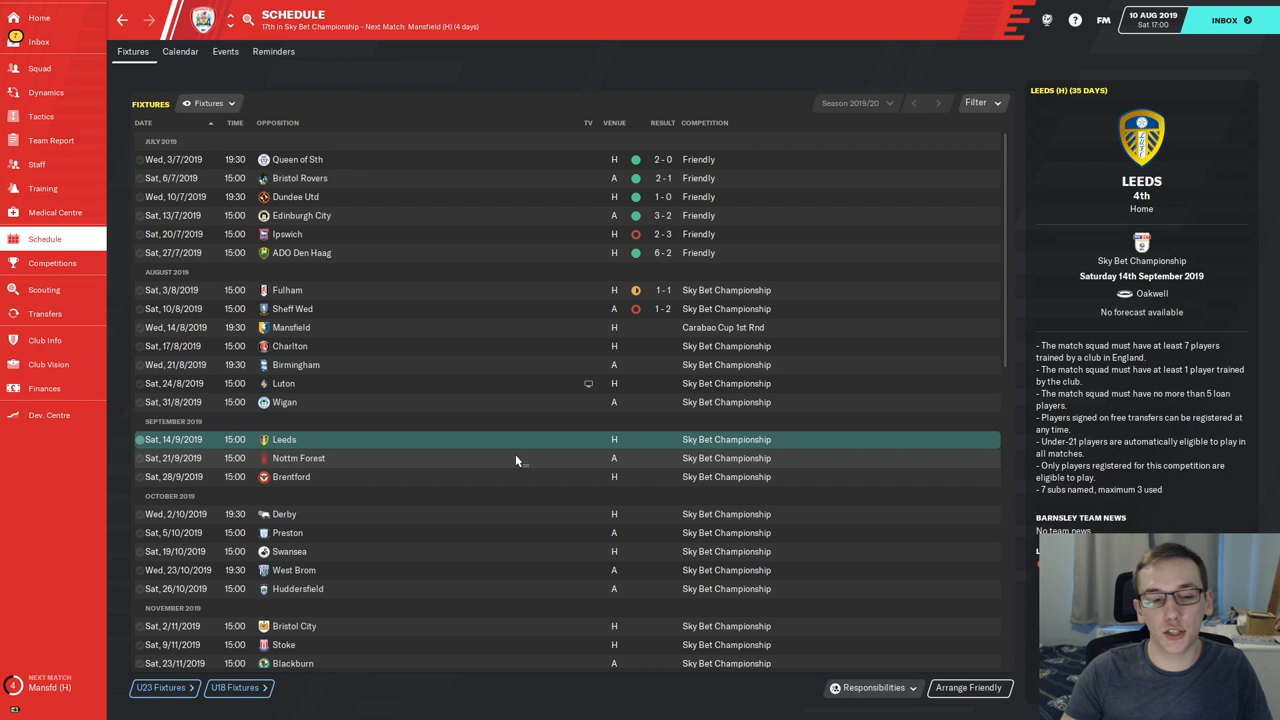 Home
7
Inbox
Squad
Dynamics
Tactics
Team Report
Staff
Training
Medical Centre
Schedule
Competitions
Scouting
Transfers
Club Info
Club Vision
Finances
Dev. Centre
4
NEXT MATCH
Mansfd (H)
SCHEDULE
17th in Sky Bet Championship - Next Match: Mansfield (H) (4 days)
?
FM
10 AUG 2019
Sat 17:00
INBOX
Fixtures Calendar Events Reminders
FIXTURES Fixtures Season 2019/20 Filter
DATE TIME OPPOSITION TV VENUE RESULT COMPETITION
JULY 2019
Wed, 3/7/2019 19:30 Queen of Sth H 2 - 0 Friendly
Sat, 6/7/2019 15:00 Bristol Rovers A 2 - 1 Friendly
Wed, 10/7/2019 19:30 Dundee Utd H 1 - 0 Friendly
Sat, 13/7/2019 15:00 Edinburgh City A 3 - 2 Friendly
Sat, 20/7/2019 15:00 Ipswich H 2 - 3 Friendly
Sat, 27/7/2019 15:00 ADO Den Haag H 6 - 2 Friendly
AUGUST 2019
Sat, 3/8/2019 15:00 Fulham H 1 - 1 Sky Bet Championship
Sat, 10/8/2019 15:00 Sheff Wed A 1 - 2 Sky Bet Championship
Wed, 14/8/2019 19:30 Mansfield H Carabao Cup 1st Rnd
Sat, 17/8/2019 15:00 Charlton H Sky Bet Championship
Wed, 21/8/2019 19:30 Birmingham A Sky Bet Championship
Sat, 24/8/2019 15:00 Luton H Sky Bet Championship
Sat, 31/8/2019 15:00 Wigan A Sky Bet Championship
SEPTEMBER 2019
Sat, 14/9/2019 15:00 Leeds H Sky Bet Championship
Sat, 21/9/2019 15:00 Nottm Forest A Sky Bet Championship
Sat, 28/9/2019 15:00 Brentford H Sky Bet Championship
OCTOBER 2019
Wed, 2/10/2019 19:30 Derby H Sky Bet Championship
Sat, 5/10/2019 15:00 Preston A Sky Bet Championship
Sat, 19/10/2019 15:00 Swansea H Sky Bet Championship
Wed, 23/10/2019 19:30 West Brom A Sky Bet Championship
Sat, 26/10/2019 15:00 Huddersfield A Sky Bet Championship
NOVEMBER 2019
Sat, 2/11/2019 15:00 Bristol City H Sky Bet Championship
Sat, 9/11/2019 15:00 Stoke H Sky Bet Championship
Sat, 23/11/2019 15:00 Blackburn A Sky Bet Championship
U23 Fixtures U18 Fixtures Responsibilities Arrange Friendly
LEEDS (H) (35 DAYS)
LEEDS
4th
Home
Sky Bet Championship
Saturday 14th September 2019
Oakwell
No forecast available
- The match squad must have at least 7 players
trained by a club in England.
- The match squad must have at least 1 player trained
by the club.
- The match squad must have no more than 5 loan
players.
- Players signed on free transfers can be registered at
any time.
- Under-21 players are automatically eligible to play in
all matches.
- Only players registered for this competition are
eligible to play.
- 7 subs named, maximum 3 used
BARNSLEY TEAM NEWS
No team news